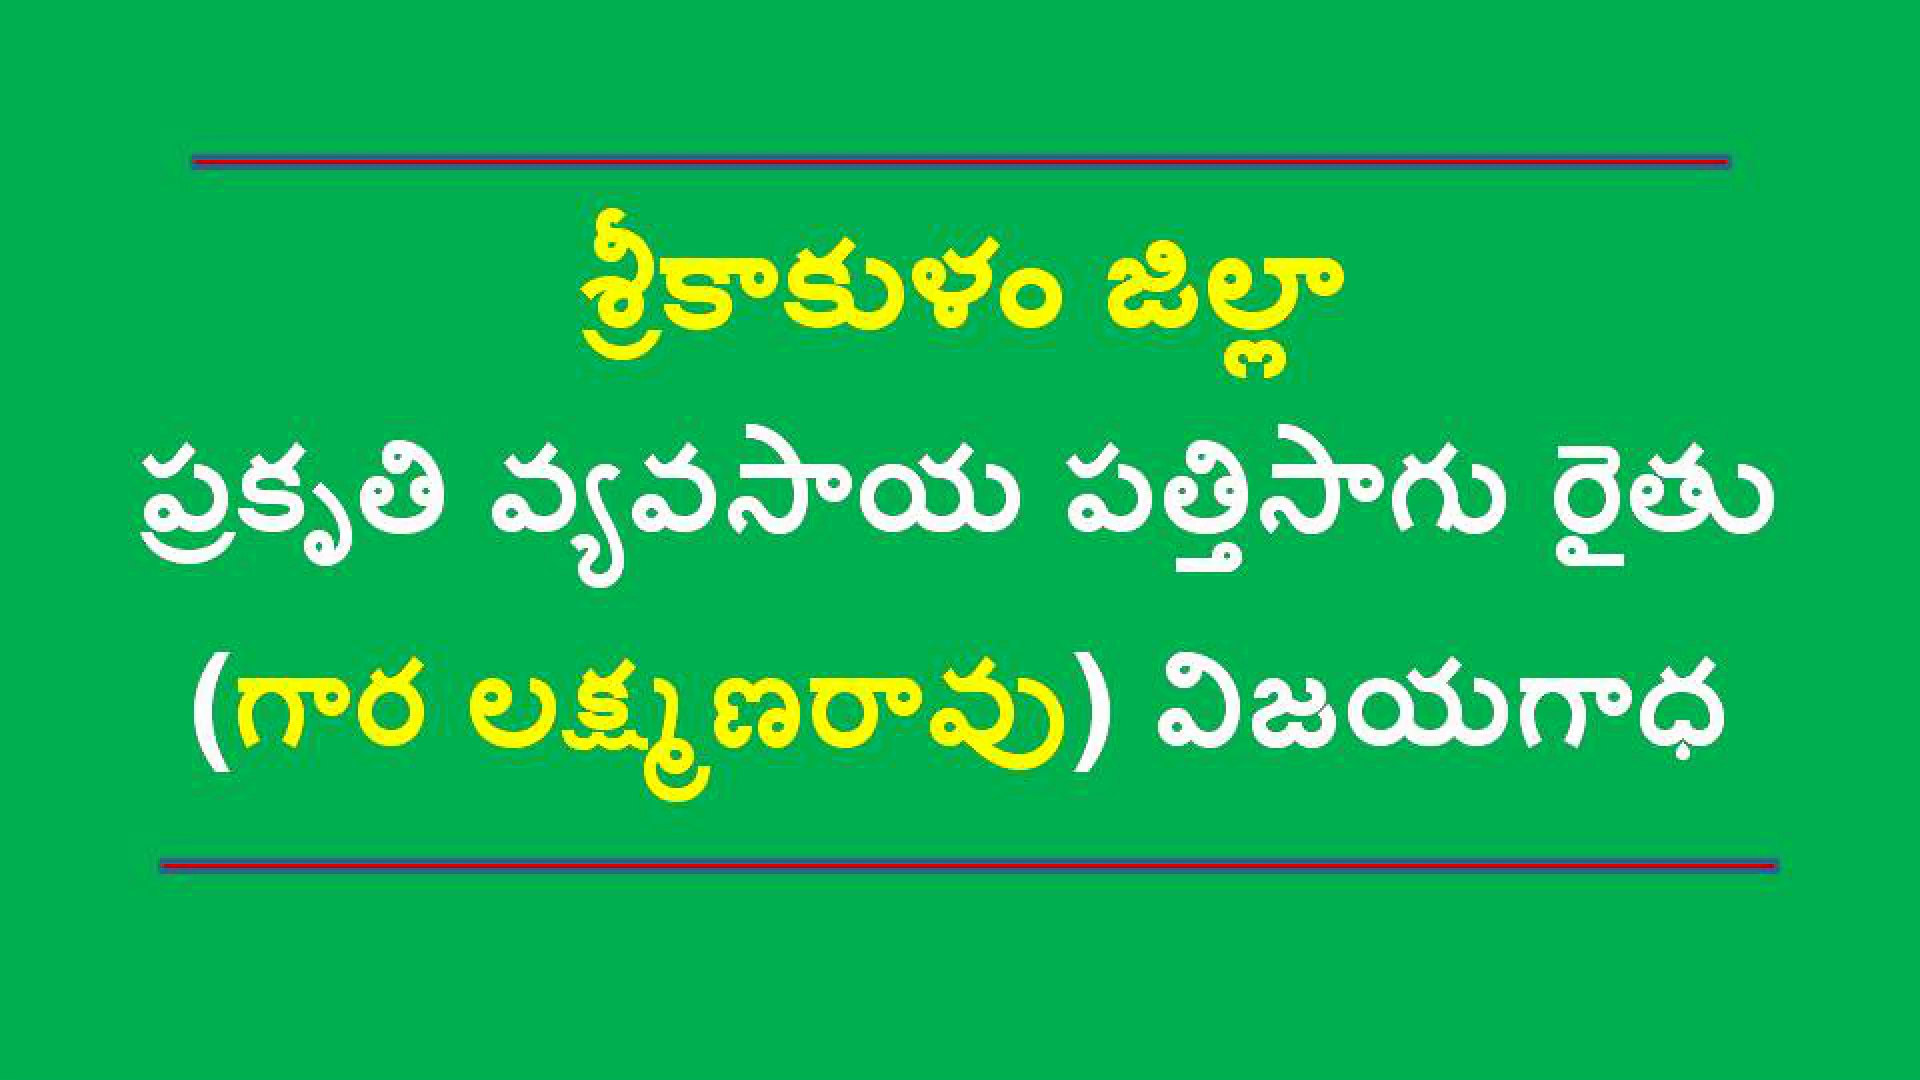 శ్రీకాకుళం జిల్లా
ప్రకృతి వ్యవసాయ పత్తిసాగు రైతు
(గార లక్ష్మణరావు) విజయగాధ